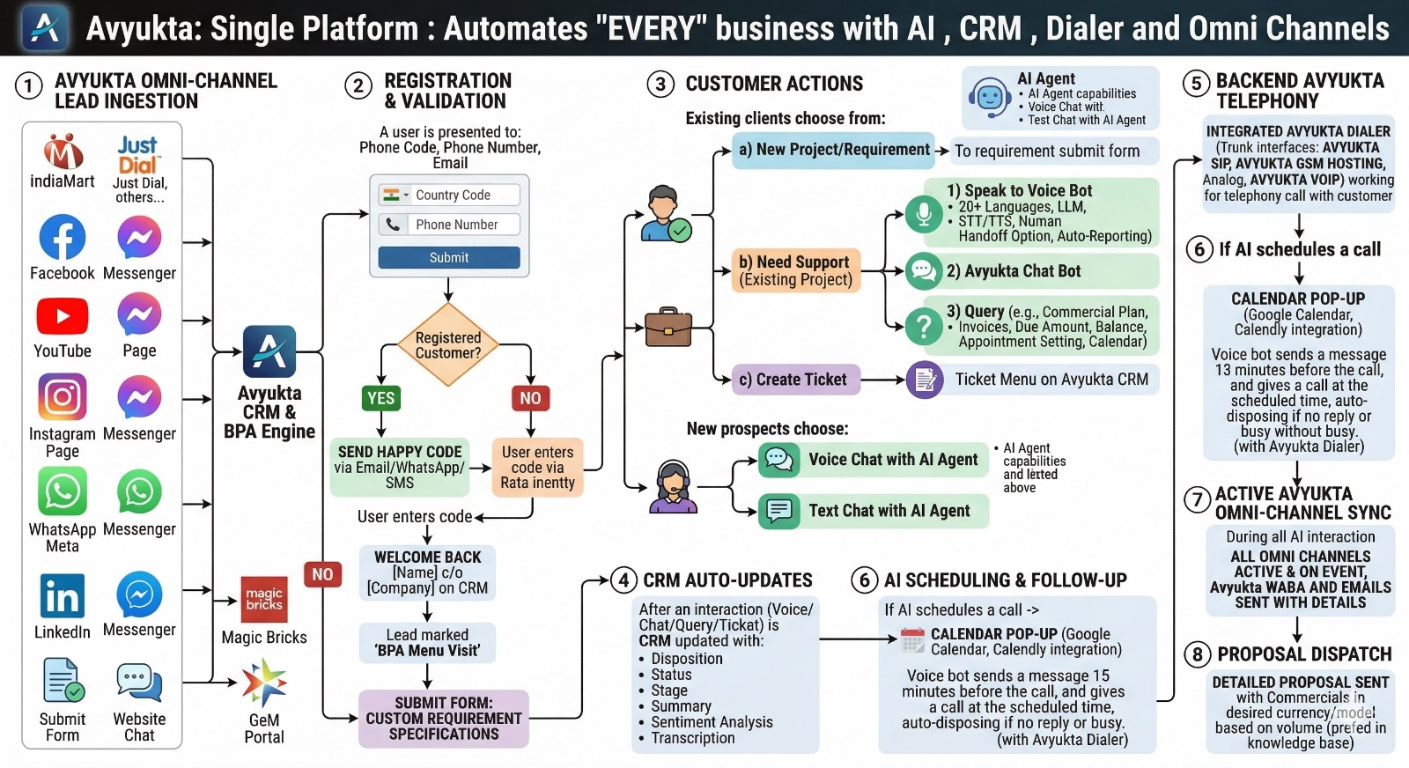 Avyukta: Single Platform : Automates "EVERY" business with AI , CRM , Dialer and Omni Channels
1 AVYUKTA OMNI-CHANNEL
LEAD INGESTION
indiaMart
Just
Dial
Just Dial,
others...
Facebook
Messenger
YouTube
Page
Instagram
Page
Messenger
WhatsApp
Meta
Messenger
LinkedIn
Messenger
Submit
Form
Website
Chat
Avyukta
CRM &
BPA Engine
magic
bricks
Magic Bricks
GeM
Portal
2 REGISTRATION
& VALIDATION
A user is presented to:
Phone Code, Phone Number,
Email
Country Code
Phone Number
Submit
Registered
Customer?
YES
NO
SEND HAPPY CODE
via Email/WhatsApp/
SMS
User enters
code via
Rata inentty
User enters code
NO
WELCOME BACK
[Name] c/o
[Company] on CRM
Lead marked
‘BPA Menu Visit’
SUBMIT FORM:
CUSTOM REQUIREMENT
SPECIFICATIONS
3 CUSTOMER ACTIONS
AI Agent
• AI Agent capabilities
• Voice Chat with.
• Test Chat with AI Agent
Existing clients choose from:
a) New Project/Requirement
To requirement submit form
b) Need Support
(Existing Project)
1) Speak to Voice Bot
• 20+ Languages, LLM,
• STT/TTS, Numan
Handoff Option, Auto-Reporting)
2) Avyukta Chat Bot
3) Query (e.g., Commercial Plan,
• Invoices, Due Amount, Balance,
Appointment Setting, Calendar)
c) Create Ticket
Ticket Menu on Avyukta CRM
New prospects choose:
Voice Chat with AI Agent
• AI Agent
capabilities
and lxted
above
Text Chat with AI Agent
4 CRM AUTO-UPDATES
After an interaction (Voice/
Chat/Query/Tickat) is
CRM updated with:
• Disposition
• Status
• Stage
• Summary
• Sentiment Analysis
• Transcription
6 AI SCHEDULING & FOLLOW-UP
If AI schedules a call ->
CALENDAR POP-UP (Google
Calendar, Calendly integration)
Voice bot sends a message 15
minutes before the call, and gives
a call at the scheduled time,
auto-disposing if no reply or busy.
(with Avyukta Dialer)
5 BACKEND AVYUKTA
TELEPHONY
INTEGRATED AVYUKTA DIALER
(Trunk interfaces: AVYUKTA
SIP, AVYUKTA GSM HOSTING,
Analog, AVYUKTA VOIP) working
for telephony call with customer
6 If AI schedules a call
CALENDAR POP-UP
(Google Calendar,
Calendly integration)
Voice bot sends a message
13 minutes before the call,
and gives a call at the
scheduled time, auto-
disposing if no reply or
busy without busy.
(with Avyukta Dialer)
7 ACTIVE AVYUKTA
OMNI-CHANNEL SYNC
During all AI interaction
ALL OMNI CHANNELS
ACTIVE & ON EVENT,
Avyukta WABA AND EMAILS
SENT WITH DETAILS
8 PROPOSAL DISPATCH
DETAILED PROPOSAL SENT
with Commercials in
desired currency/model
based on volume (prefed in
knowledge base)